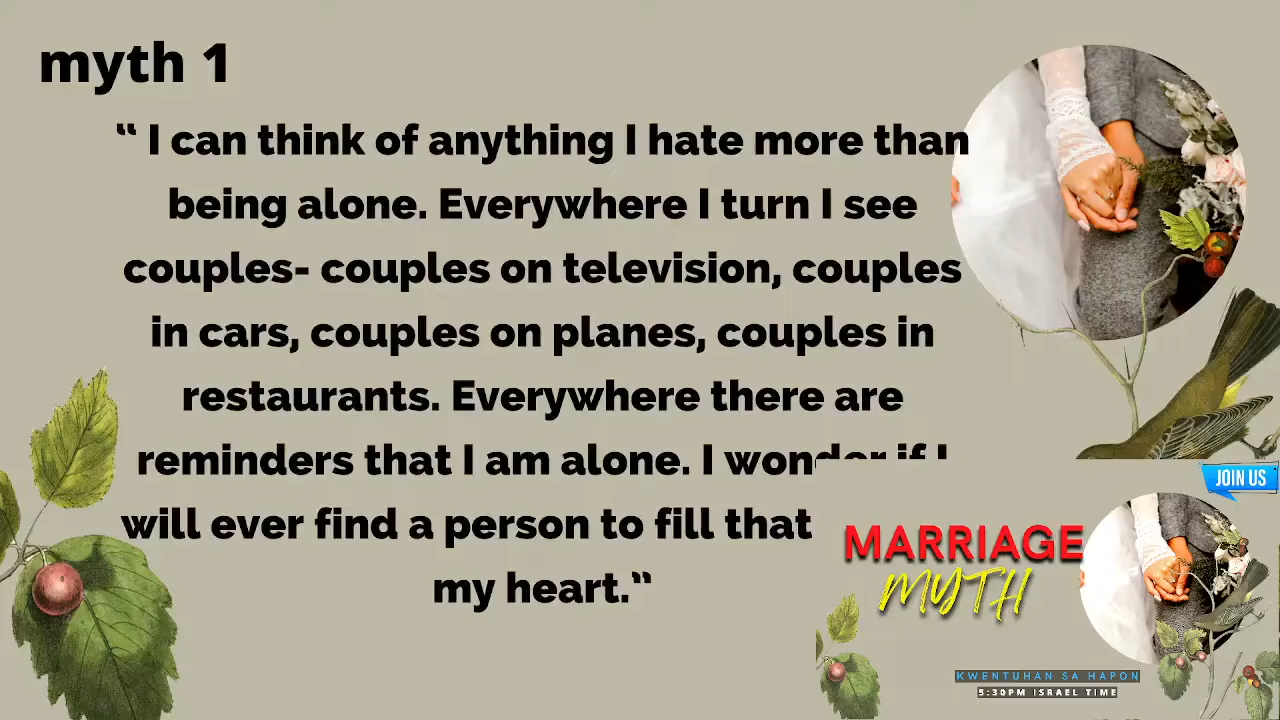 myth 1
“ I can think of anything I hate more than
being alone. Everywhere I turn I see
couples- couples on television, couples
in cars, couples on planes, couples in
restaurants. Everywhere there are
reminders that I am alone. I wonder if I
will ever find a person to fill that
my heart.”
JOIN US
MARRIAGE
MYTH
KWENTUHAN SA HAPON
5:30PM ISRAEL TIME